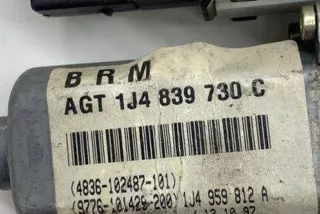 BRM
AGT 1J4 839 730 C
(4836-102487-101)
(9776-101429-200) 1J4 959 812 A